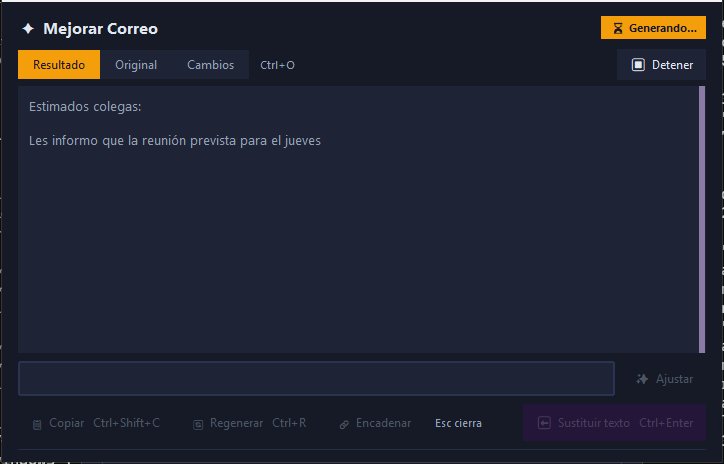 Mejorar Correo
Generando...
Resultado Original Cambios Ctrl+O
Detener
Estimados colegas:
Les informo que la reunión prevista para el jueves
Ajustar
Copiar Ctrl+Shift+C Regenerar Ctrl+R Encadenar Esc cierra Sustituir texto Ctrl+Enter